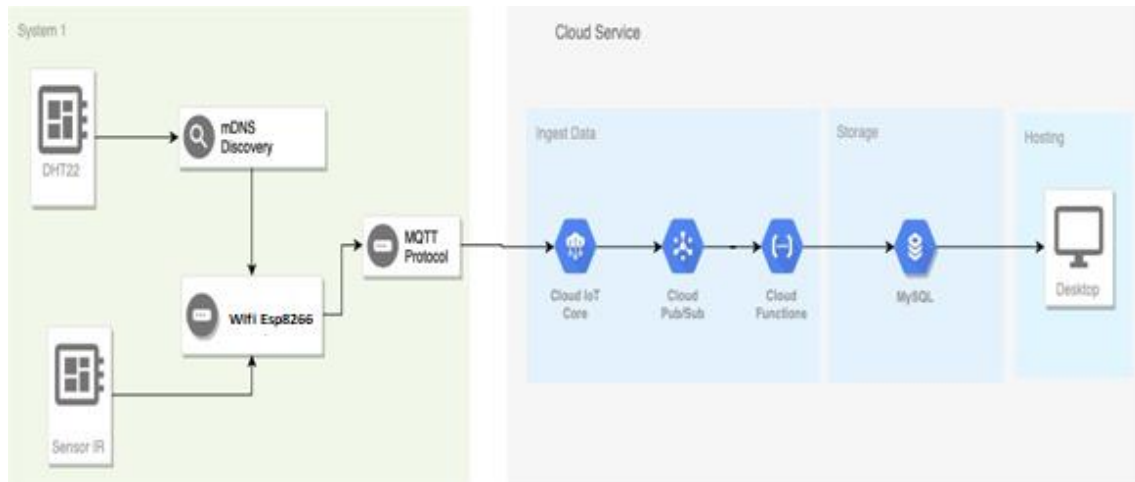 System 1
DHT22
mDNS
Discovery
MQTT
Protocol
Wifi Esp8266
Sensor IR
Cloud Service
Ingest Data
Cloud IoT
Core
Cloud
Pub/Sub
Cloud
Functions
Storage
MySQL
Hosting
Desktop